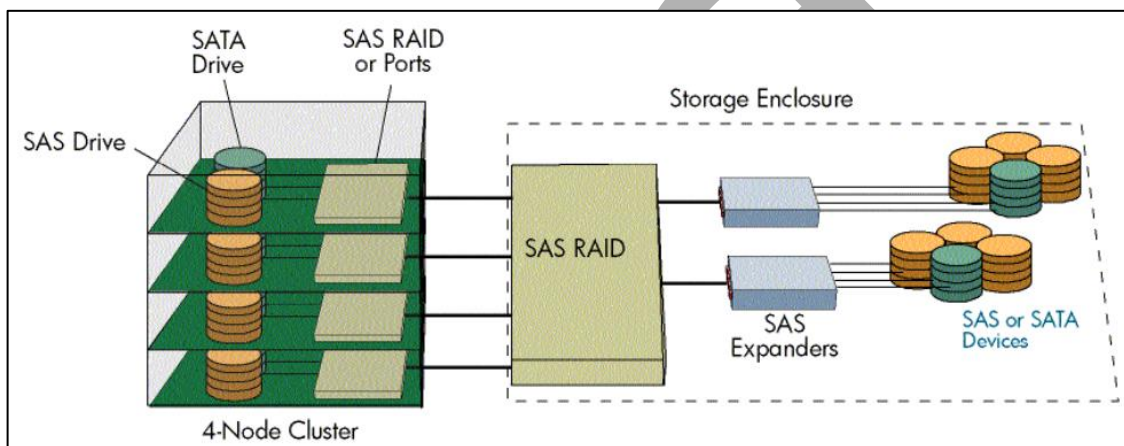 SATA
Drive
SAS RAID
or Ports
Storage Enclosure
SAS Drive
SAS RAID
SAS
Expanders
SAS or SATA
Devices
4-Node Cluster